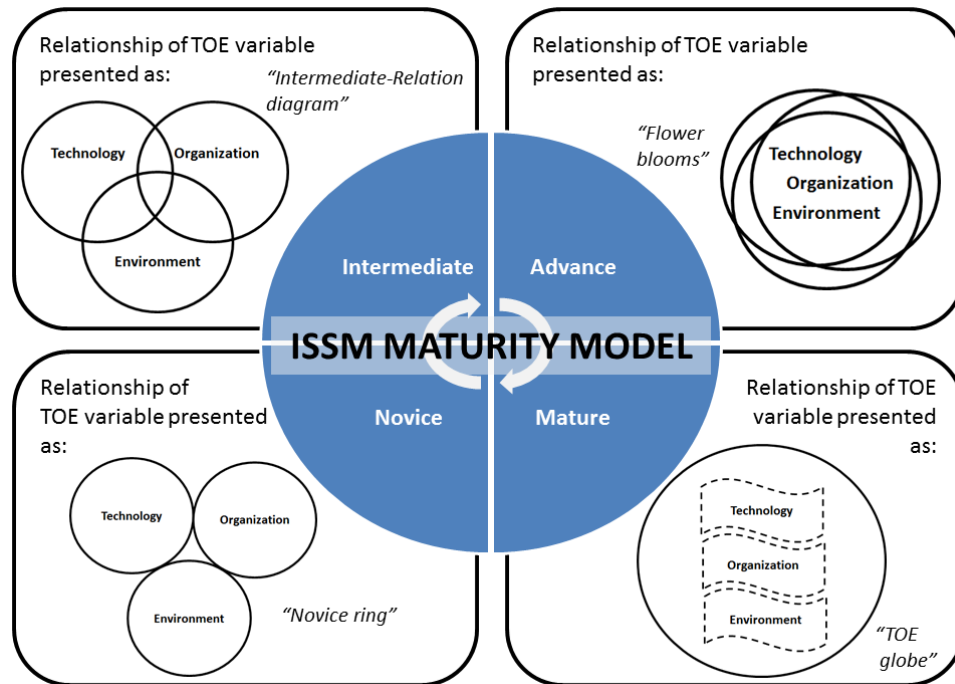 Relationship of TOE variable
presented as:
"Intermediate-Relation
diagram"
Technology
Organization
Environment
Relationship of TOE variable
presented as:
"Flower
blooms"
Technology
Organization
Environment
Intermediate
Advance
ISSM MATURITY MODEL
Novice
Mature
Relationship of
TOE variable presented
as:
Technology
Organization
Environment
"Novice ring"
Relationship of TOE
variable presented
as:
Technology
Organization
Environment
"TOE
globe"